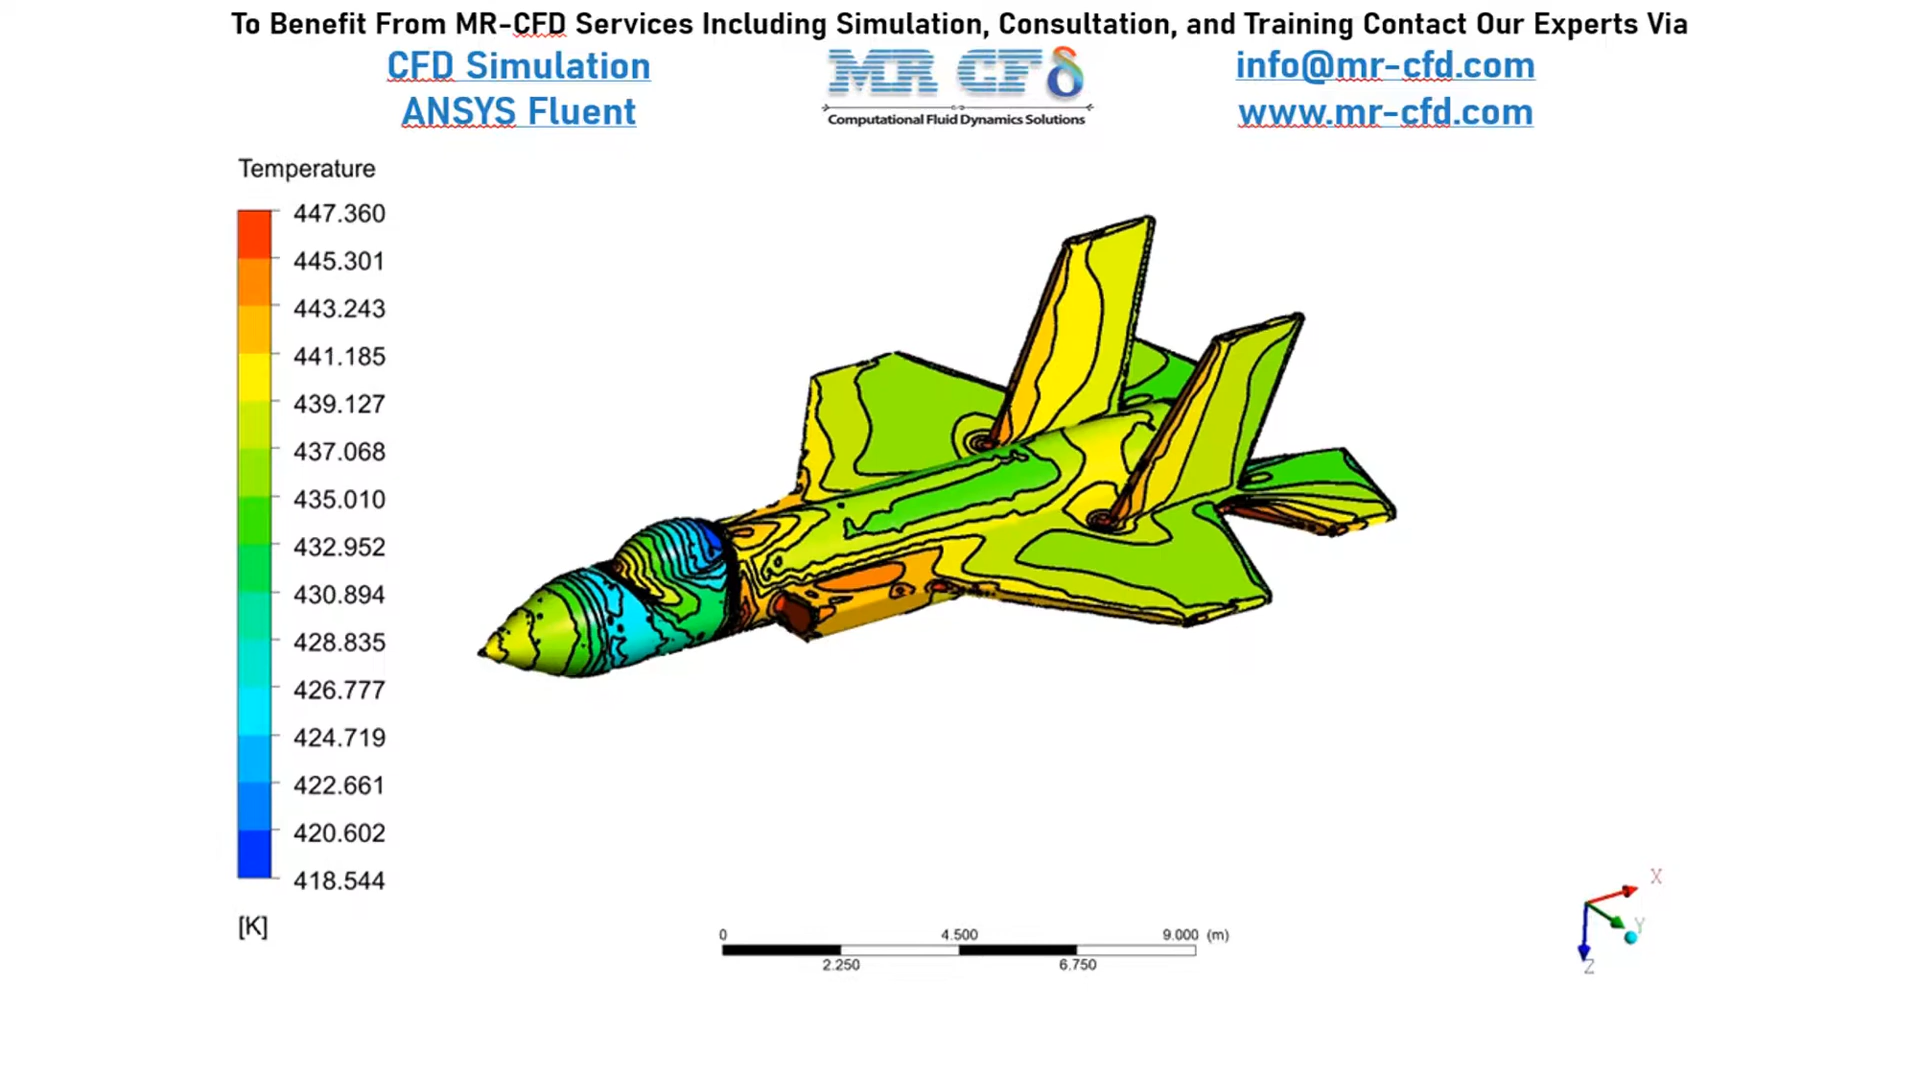 To Benefit From MR-CFD Services Including Simulation, Consultation, and Training Contact Our Experts Via
CFD Simulation
MR CFδ
info@mr-cfd.com
ANSYS Fluent
Computational Fluid Dynamics Solutions
www.mr-cfd.com
Temperature
447.360
445.301
443.243
441.185
439.127
437.068
435.010
432.952
430.894
428.835
426.777
424.719
422.661
420.602
418.544
[K]
0 4.500 9.000 (m)
2.250 6.750
X
Y
Z